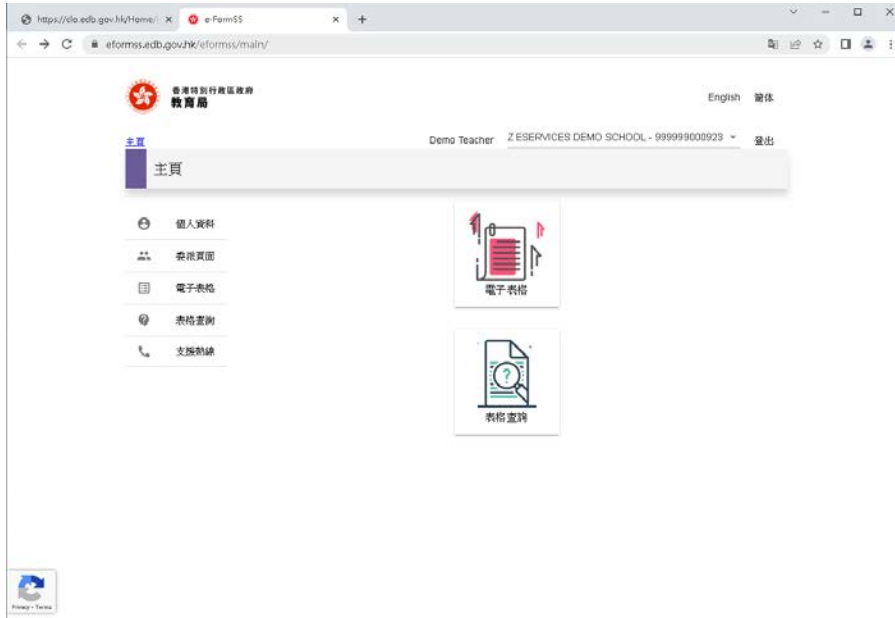 https://clo.edb.gov.hk/Home/
e-FormSS
eformss.edb.gov.hk/eformss/main/
香港特別行政區政府
教育局
English 简体
主頁
Demo Teacher Z ESERVICES DEMO SCHOOL - 999999000923 登出
主頁
個人資料
委派頁面
電子表格
表格查詢
支援熱線
電子表格
表格查詢
Privacy - Terms